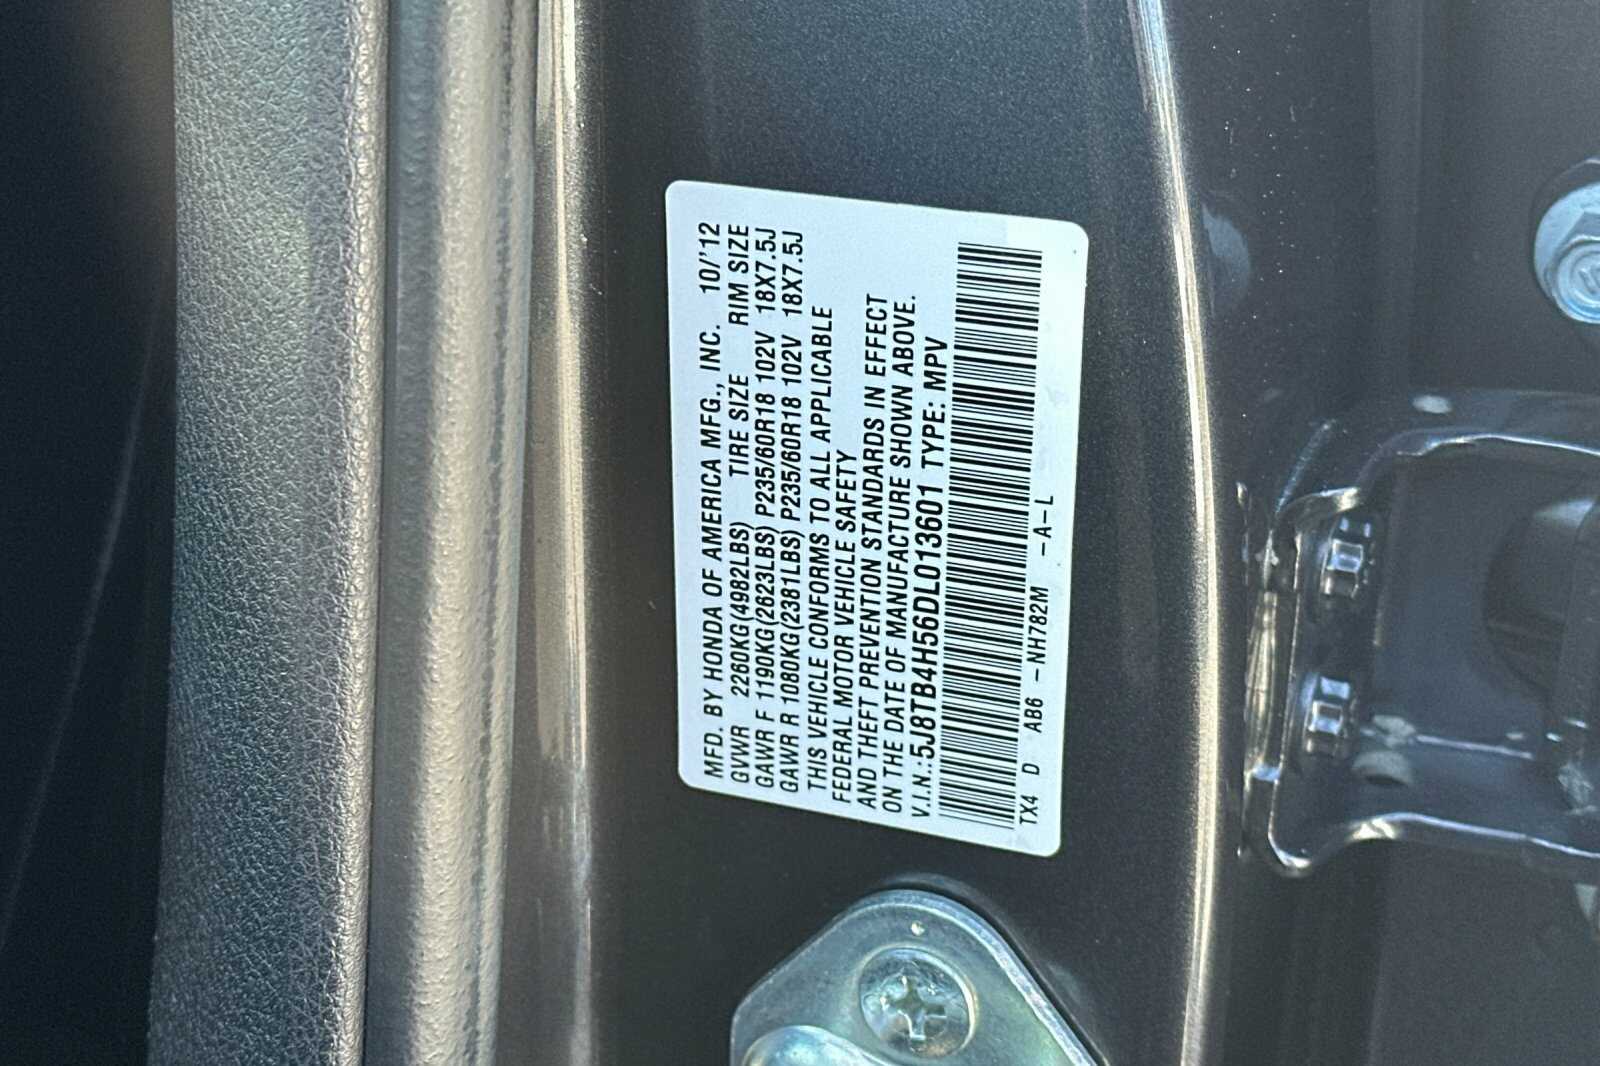 MFD. BY HONDA OF AMERICA MFG., INC. 10/'12
GVWR 2260KG(4982LBS) TIRE SIZE RIM SIZE
GAWR F 1190KG(2623LBS) P235/60R18 102V 18X7.5J
GAWR R 1080KG(2381LBS) P235/60R18 102V 18X7.5J
THIS VEHICLE CONFORMS TO ALL APPLICABLE
FEDERAL MOTOR VEHICLE SAFETY
AND THEFT PREVENTION STANDARDS IN EFFECT
ON THE DATE OF MANUFACTURE SHOWN ABOVE.
V.I.N.:5J8TB4H56DL013601 TYPE: MPV
TX4 D AB6 -NH782M -A-L